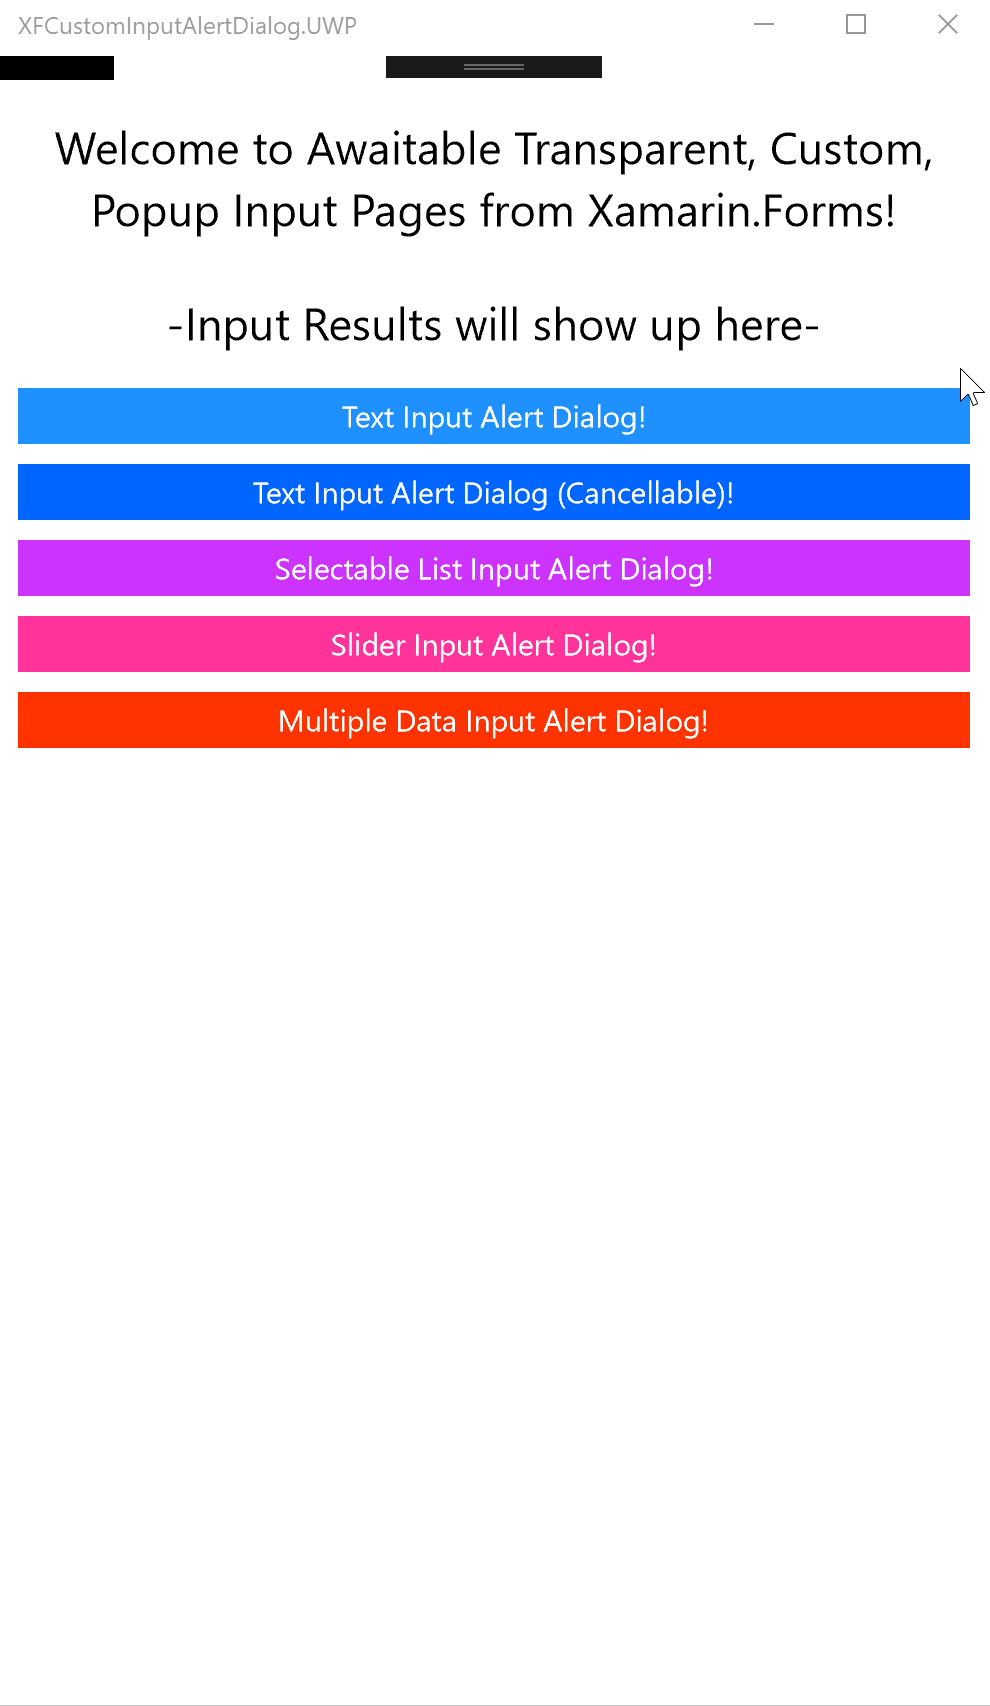 XFCustomInputAlertDialog.UWP
Welcome to Awaitable Transparent, Custom,
Popup Input Pages from Xamarin.Forms!
-Input Results will show up here-
Text Input Alert Dialog!
Text Input Alert Dialog (Cancellable)!
Selectable List Input Alert Dialog!
Slider Input Alert Dialog!
Multiple Data Input Alert Dialog!